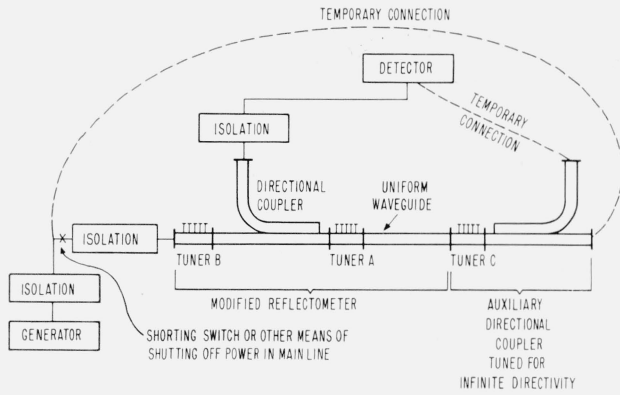 TEMPORARY CONNECTION
DETECTOR
TEMPORARY
CONNECTION
ISOLATION
DIRECTIONAL
COUPLER
UNIFORM
WAVEGUIDE
ISOLATION
TUNER B
TUNER A
TUNER C
ISOLATION
MODIFIED REFLECTOMETER
AUXILIARY
DIRECTIONAL
COUPLER
TUNED FOR
INFINITE DIRECTIVITY
GENERATOR
SHORTING SWITCH OR OTHER MEANS OF
SHUTTING OFF POWER IN MAIN LINE